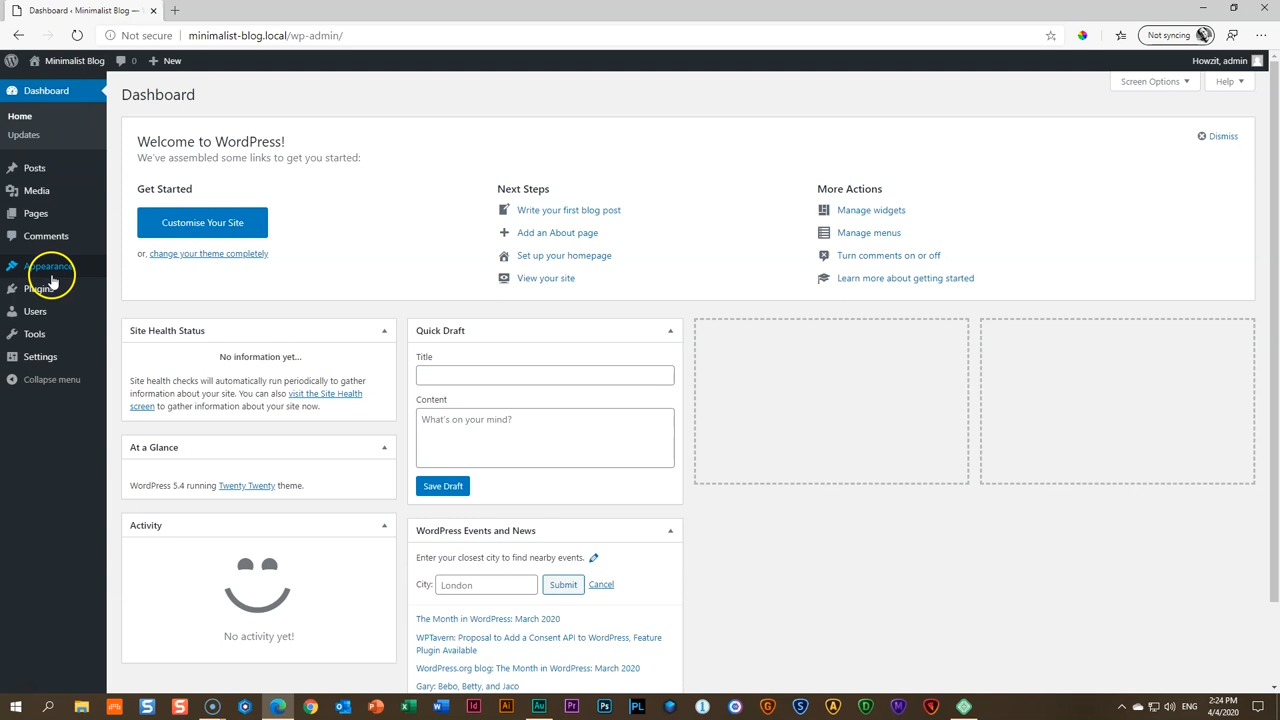 Dashboard ‹ Minimalist Blog —
Not secure
minimalist-blog.local/wp-admin/
Not syncing
Minimalist Blog
0
New
Howzit, admin
Dashboard
Home
Updates
Posts
Media
Pages
Comments
Appearance
Plugins
Users
Tools
Settings
Collapse menu
Dashboard
Screen Options
Help
Welcome to WordPress!
We've assembled some links to get you started:
Dismiss
Get Started
Customise Your Site
or, change your theme completely
Next Steps
Write your first blog post
Add an About page
Set up your homepage
View your site
More Actions
Manage widgets
Manage menus
Turn comments on or off
Learn more about getting started
Site Health Status
No information yet...
Site health checks will automatically run periodically to gather
information about your site. You can also visit the Site Health
screen to gather information about your site now.
At a Glance
WordPress 5.4 running Twenty Twenty theme.
Activity
No activity yet!
Quick Draft
Title
Content
What's on your mind?
Save Draft
WordPress Events and News
Enter your closest city to find nearby events.
City:
London
Submit
Cancel
The Month in WordPress: March 2020
WPTavern: Proposal to Add a Consent API to WordPress, Feature
Plugin Available
WordPress.org blog: The Month in WordPress: March 2020
Gary: Bebo, Betty, and Jaco
2:24 PM
4/4/2020